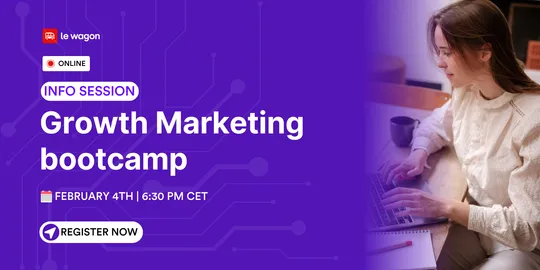 le wagon
ONLINE
INFO SESSION
Growth Marketing
bootcamp
FEBRUARY 4TH | 6:30 PM CET
REGISTER NOW